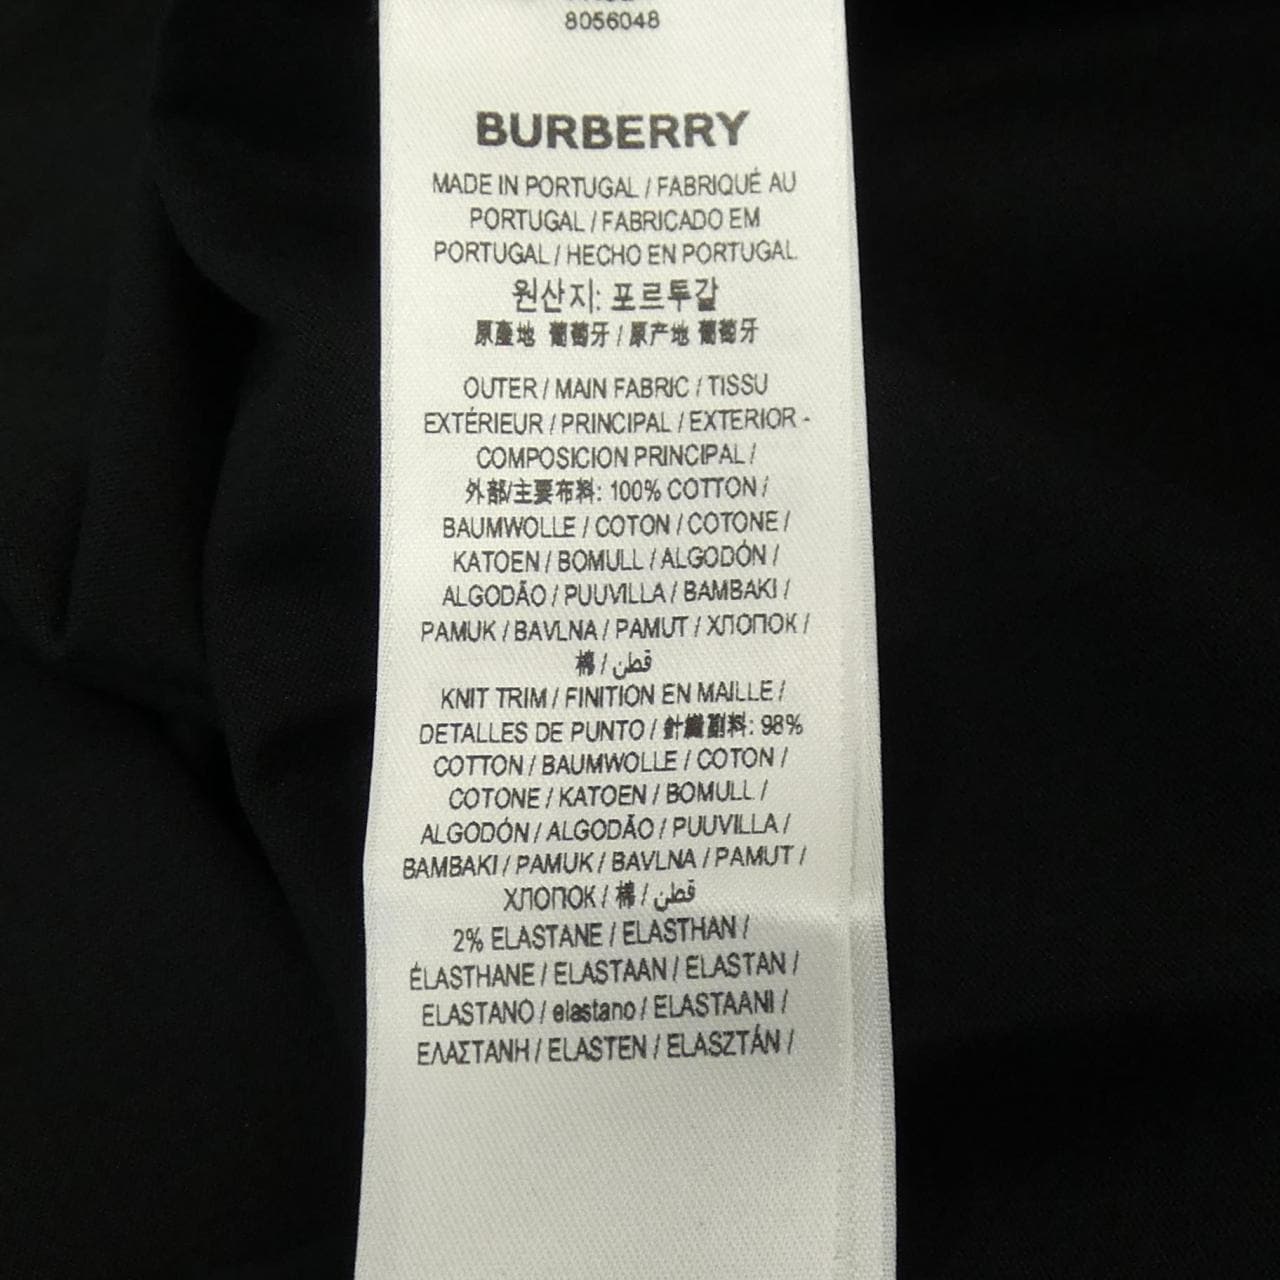 8056048
BURBERRY
MADE IN PORTUGAL / FABRIQUÉ AU
PORTUGAL / FABRICADO EM
PORTUGAL / HECHO EN PORTUGAL
원산지: 포르투갈
原產地 葡萄牙 / 原产地 葡萄牙
OUTER / MAIN FABRIC / TISSU
EXTÉRIEUR / PRINCIPAL / EXTERIOR -
COMPOSICION PRINCIPAL /
外部/主要布料: 100% COTTON /
BAUMWOLLE / COTON / COTONE /
KATOEN / BOMULL / ALGODÓN /
ALGODÃO / PUUVILLA / BAMBAKI /
PAMUK / BAVLNA / PAMUT / ХЛОПОК /
棉 / قطن
KNIT TRIM / FINITION EN MAILLE /
DETALLES DE PUNTO / 針織副料: 98%
COTTON / BAUMWOLLE / COTON /
COTONE / KATOEN / BOMULL /
ALGODÓN / ALGODÃO / PUUVILLA /
BAMBAKI / PAMUK / BAVLNA / PAMUT /
ХЛОПОК / 棉 / قطن
2% ELASTANE / ELASTHAN /
ÉLASTHANE / ELASTAAN / ELASTAN /
ELASTANO / elastano / ELASTAANI /
ΕΛΑΣΤΑΝΗ / ELASTEN / ELASZTÁN /